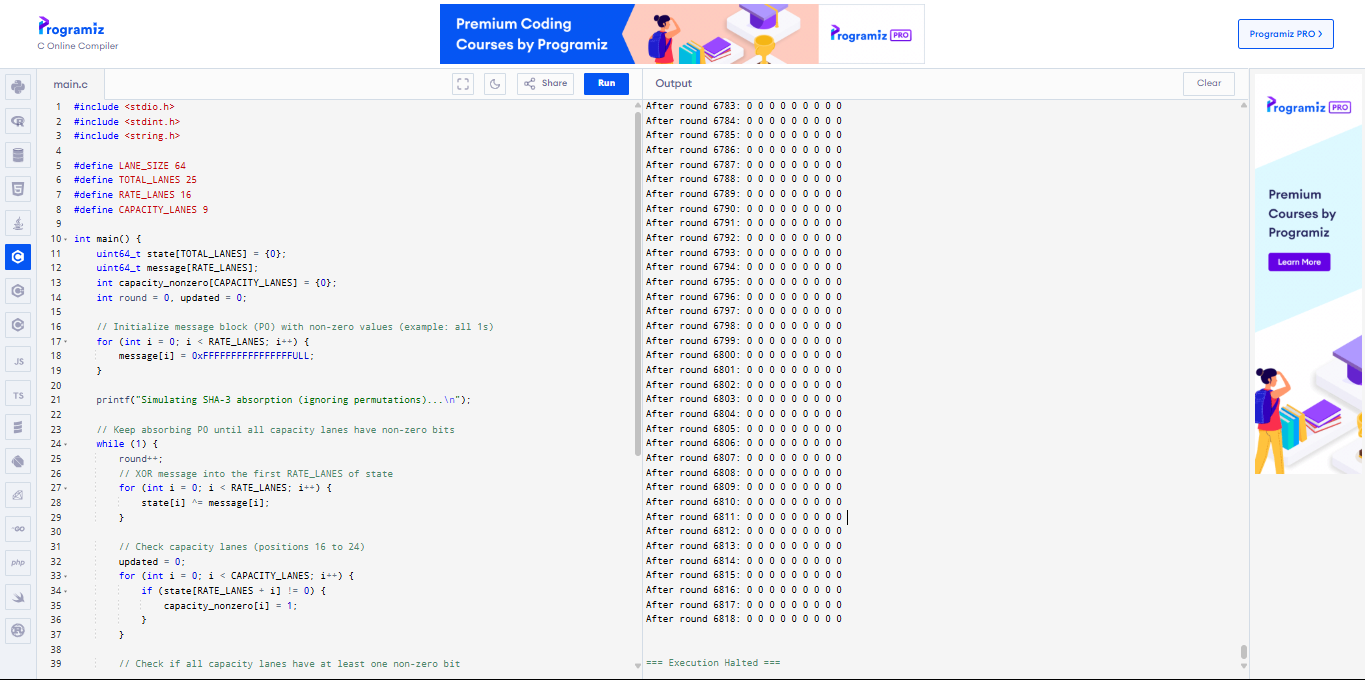 Programiz
C Online Compiler
Premium Coding
Courses by Programiz
Programiz PRO
Programiz PRO >
main.c
Share
Run
Output
Clear
1 #include <stdio.h>
2 #include <stdint.h>
3 #include <string.h>
4
5 #define LANE_SIZE 64
6 #define TOTAL_LANES 25
7 #define RATE_LANES 16
8 #define CAPACITY_LANES 9
9
10 int main() {
11 uint64_t state[TOTAL_LANES] = {0};
12 uint64_t message[RATE_LANES];
13 int capacity_nonzero[CAPACITY_LANES] = {0};
14 int round = 0, updated = 0;
15
16 // Initialize message block (P0) with non-zero values (example: all 1s)
17 for (int i = 0; i < RATE_LANES; i++) {
18 message[i] = 0xFFFFFFFFFFFFFFFFULL;
19 }
20
21 printf("Simulating SHA-3 absorption (ignoring permutations)...\n");
22
23 // Keep absorbing P0 until all capacity lanes have non-zero bits
24 while (1) {
25 round++;
26 // XOR message into the first RATE_LANES of state
27 for (int i = 0; i < RATE_LANES; i++) {
28 state[i] ^= message[i];
29 }
30
31 // Check capacity lanes (positions 16 to 24)
32 updated = 0;
33 for (int i = 0; i < CAPACITY_LANES; i++) {
34 if (state[RATE_LANES + i] != 0) {
35 capacity_nonzero[i] = 1;
36 }
37 }
38
39 // Check if all capacity lanes have at least one non-zero bit
After round 6783: 0 0 0 0 0 0 0 0 0
After round 6784: 0 0 0 0 0 0 0 0 0
After round 6785: 0 0 0 0 0 0 0 0 0
After round 6786: 0 0 0 0 0 0 0 0 0
After round 6787: 0 0 0 0 0 0 0 0 0
After round 6788: 0 0 0 0 0 0 0 0 0
After round 6789: 0 0 0 0 0 0 0 0 0
After round 6790: 0 0 0 0 0 0 0 0 0
After round 6791: 0 0 0 0 0 0 0 0 0
After round 6792: 0 0 0 0 0 0 0 0 0
After round 6793: 0 0 0 0 0 0 0 0 0
After round 6794: 0 0 0 0 0 0 0 0 0
After round 6795: 0 0 0 0 0 0 0 0 0
After round 6796: 0 0 0 0 0 0 0 0 0
After round 6797: 0 0 0 0 0 0 0 0 0
After round 6798: 0 0 0 0 0 0 0 0 0
After round 6799: 0 0 0 0 0 0 0 0 0
After round 6800: 0 0 0 0 0 0 0 0 0
After round 6801: 0 0 0 0 0 0 0 0 0
After round 6802: 0 0 0 0 0 0 0 0 0
After round 6803: 0 0 0 0 0 0 0 0 0
After round 6804: 0 0 0 0 0 0 0 0 0
After round 6805: 0 0 0 0 0 0 0 0 0
After round 6806: 0 0 0 0 0 0 0 0 0
After round 6807: 0 0 0 0 0 0 0 0 0
After round 6808: 0 0 0 0 0 0 0 0 0
After round 6809: 0 0 0 0 0 0 0 0 0
After round 6810: 0 0 0 0 0 0 0 0 0
After round 6811: 0 0 0 0 0 0 0 0 0
After round 6812: 0 0 0 0 0 0 0 0 0
After round 6813: 0 0 0 0 0 0 0 0 0
After round 6814: 0 0 0 0 0 0 0 0 0
After round 6815: 0 0 0 0 0 0 0 0 0
After round 6816: 0 0 0 0 0 0 0 0 0
After round 6817: 0 0 0 0 0 0 0 0 0
After round 6818: 0 0 0 0 0 0 0 0 0
=== Execution Halted ===
JS
TS
GO
php
Programiz PRO
Premium
Courses by
Programiz
Learn More